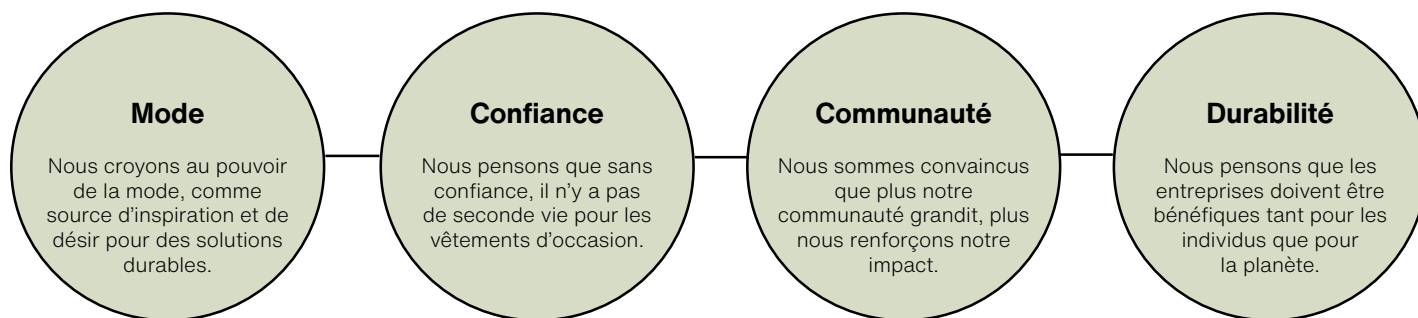 Mode
Nous croyons au pouvoir
de la mode, comme
source d’inspiration et de
désir pour des solutions
durables.
Confiance
Nous pensons que sans
confiance, il n’y a pas
de seconde vie pour les
vêtements d’occasion.
Communauté
Nous sommes convaincus
que plus notre
communauté grandit, plus
nous renforçons notre
impact.
Durabilité
Nous pensons que les
entreprises doivent être
bénéfiques tant pour les
individus que pour
la planète.